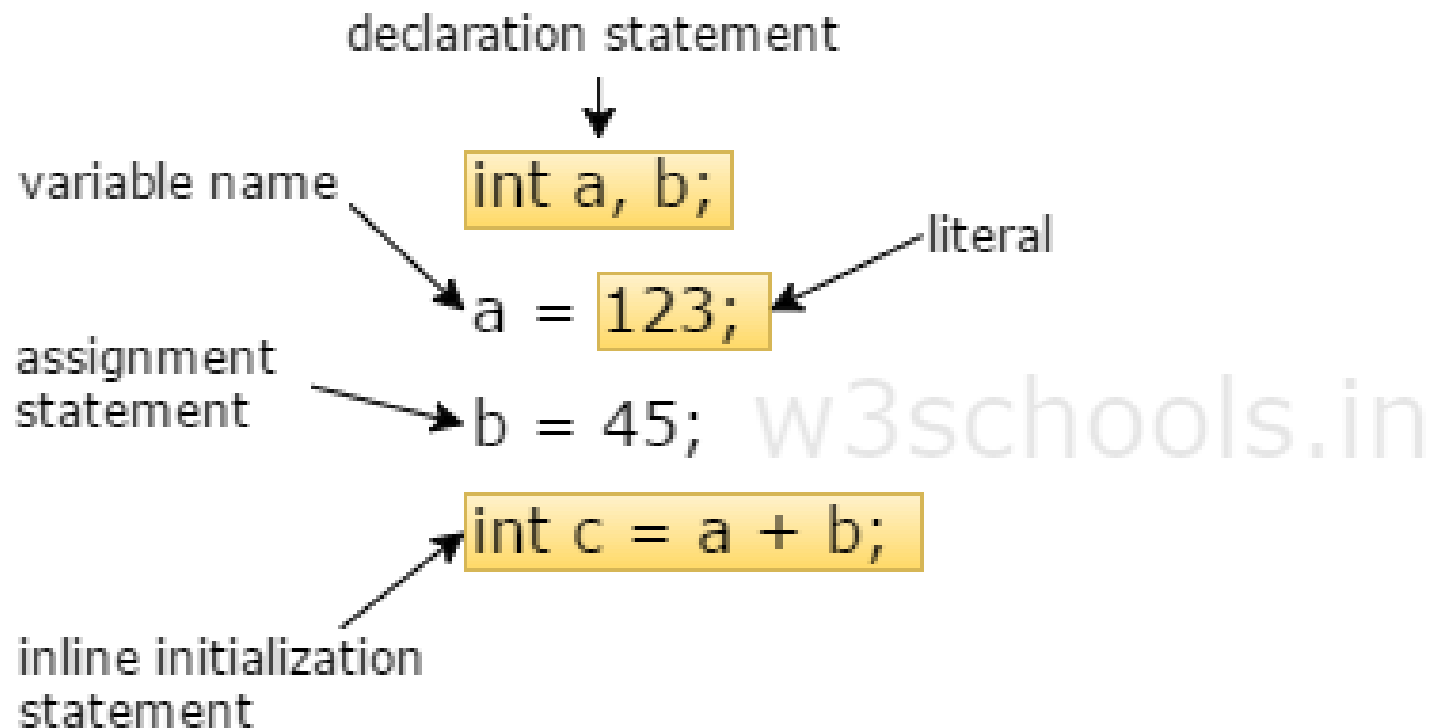 declaration statement
int a, b;
variable name
literal
a = 123;
assignment
statement
b = 45;
w3schools.in
int c = a + b;
inline initialization
statement